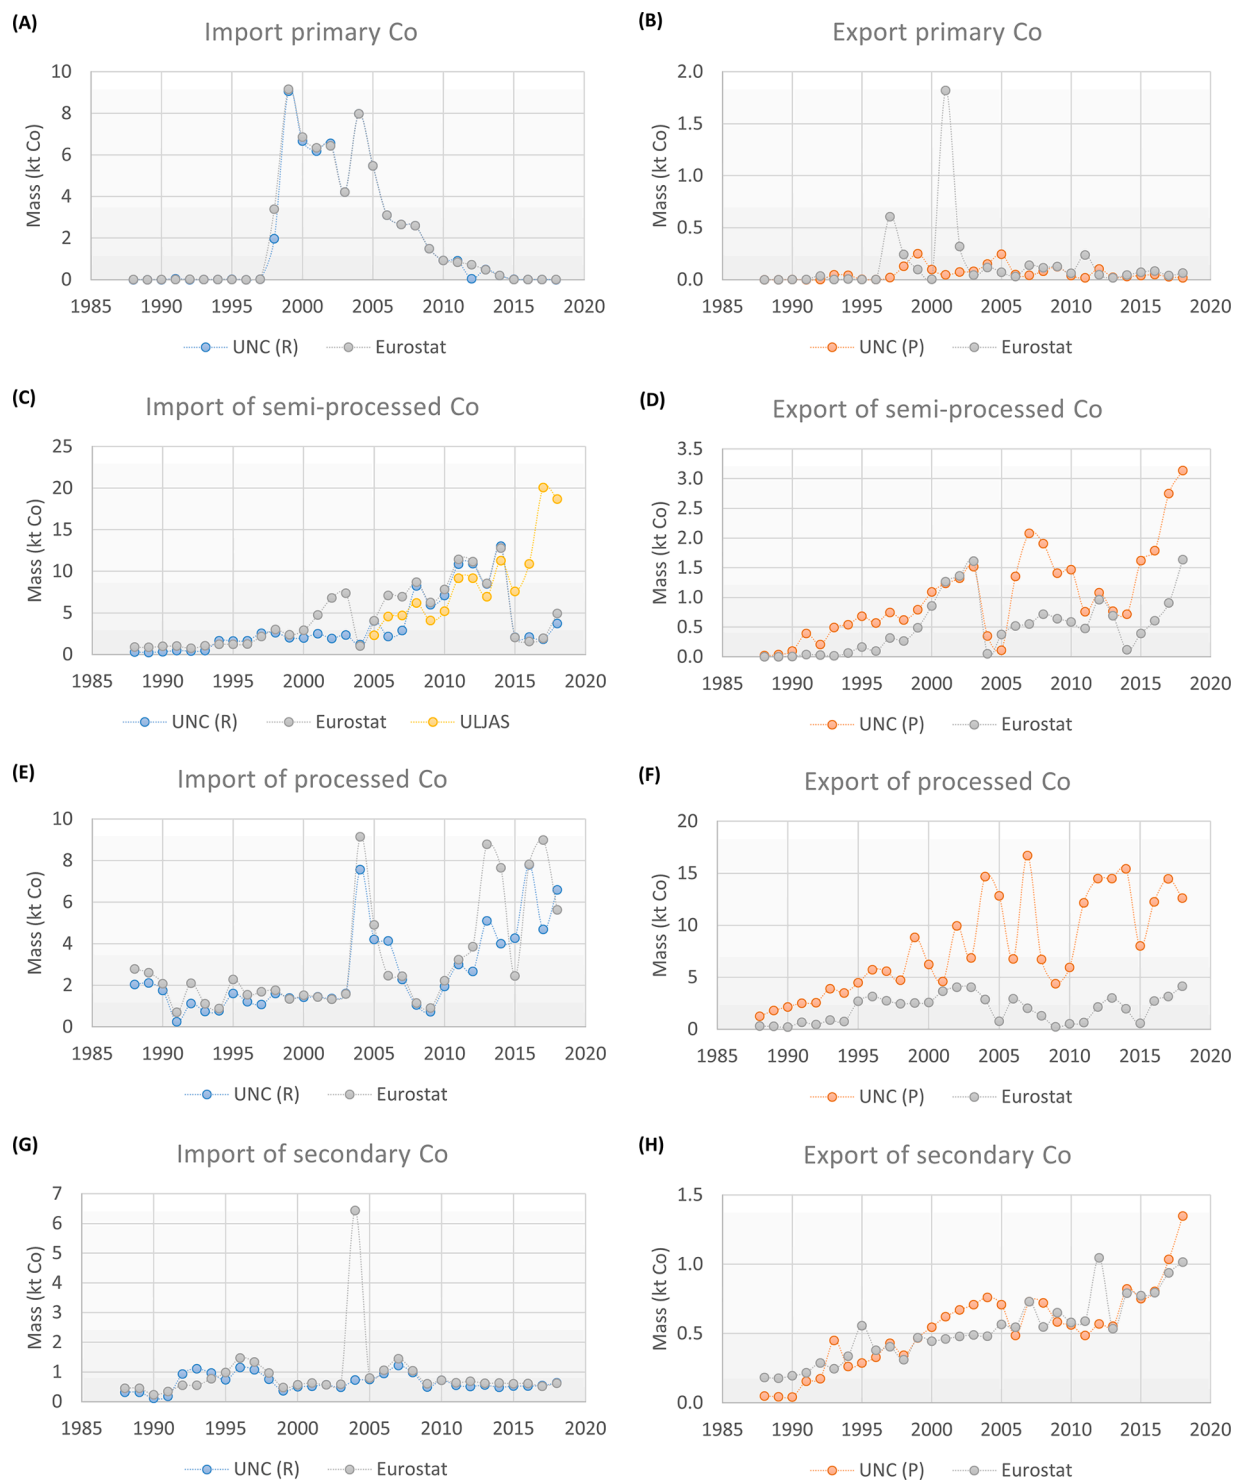 (A)
Import primary Co
Mass (kt Co)
10
8
6
4
2
0
1985 1990 1995 2000 2005 2010 2015 2020
UNC (R) Eurostat
(B)
Export primary Co
Mass (kt Co)
2.0
1.5
1.0
0.5
0.0
1985 1990 1995 2000 2005 2010 2015 2020
UNC (P) Eurostat
(C)
Import of semi-processed Co
Mass (kt Co)
25
20
15
10
5
0
1985 1990 1995 2000 2005 2010 2015 2020
UNC (R) Eurostat ULJAS
(D)
Export of semi-processed Co
Mass (kt Co)
3.5
3.0
2.5
2.0
1.5
1.0
0.5
0.0
1985 1990 1995 2000 2005 2010 2015 2020
UNC (P) Eurostat
(E)
Import of processed Co
Mass (kt Co)
10
8
6
4
2
0
1985 1990 1995 2000 2005 2010 2015 2020
UNC (R) Eurostat
(F)
Export of processed Co
Mass (kt Co)
20
15
10
5
0
1985 1990 1995 2000 2005 2010 2015 2020
UNC (P) Eurostat
(G)
Import of secondary Co
Mass (kt Co)
7
6
5
4
3
2
1
0
1985 1990 1995 2000 2005 2010 2015 2020
UNC (R) Eurostat
(H)
Export of secondary Co
Mass (kt Co)
1.5
1.0
0.5
0.0
1985 1990 1995 2000 2005 2010 2015 2020
UNC (P) Eurostat